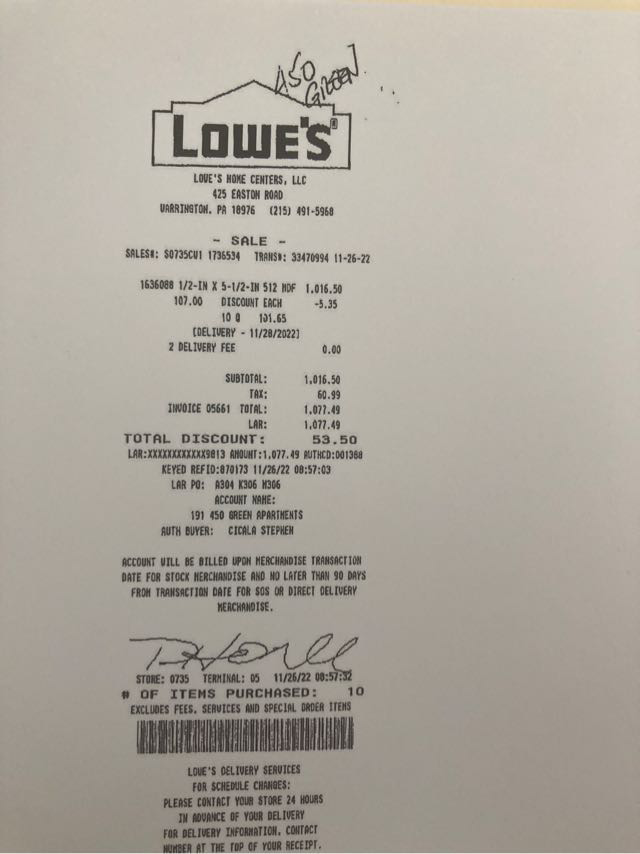 450
GREEN
LOWE'S
LOWE'S HOME CENTERS, LLC
425 EASTON ROAD
WARRINGTON, PA 18976 (215) 491-5968
- SALE -
SALES#: S0735CU1 1736534 TRANS#: 33470994 11-26-22
1636088 1/2-IN X 5-1/2-IN 512 MDF 1,016.50
107.00 DISCOUNT EACH -5.35
10 @ 101.65
[DELIVERY - 11/28/2022]
2 DELIVERY FEE 0.00
SUBTOTAL: 1,016.50
TAX: 60.99
INVOICE 05661 TOTAL: 1,077.49
LAR: 1,077.49
TOTAL DISCOUNT: 53.50
LAR:XXXXXXXXXXXX9813 AMOUNT:1,077.49 AUTHCD:001368
KEYED REFID:870173 11/26/22 08:57:03
LAR PO: A304 K306 M306
ACCOUNT NAME:
191 450 GREEN APARTMENTS
AUTH BUYER: CICALA STEPHEN
ACCOUNT WILL BE BILLED UPON MERCHANDISE TRANSACTION
DATE FOR STOCK MERCHANDISE AND NO LATER THAN 90 DAYS
FROM TRANSACTION DATE FOR SOS OR DIRECT DELIVERY
MERCHANDISE.
STORE: 0735 TERMINAL: 05 11/26/22 08:57:32
# OF ITEMS PURCHASED: 10
EXCLUDES FEES, SERVICES AND SPECIAL ORDER ITEMS
LOWE'S DELIVERY SERVICES
FOR SCHEDULE CHANGES:
PLEASE CONTACT YOUR STORE 24 HOURS
IN ADVANCE OF YOUR DELIVERY
FOR DELIVERY INFORMATION, CONTACT
NUMBER AT THE TOP OF YOUR RECEIPT.